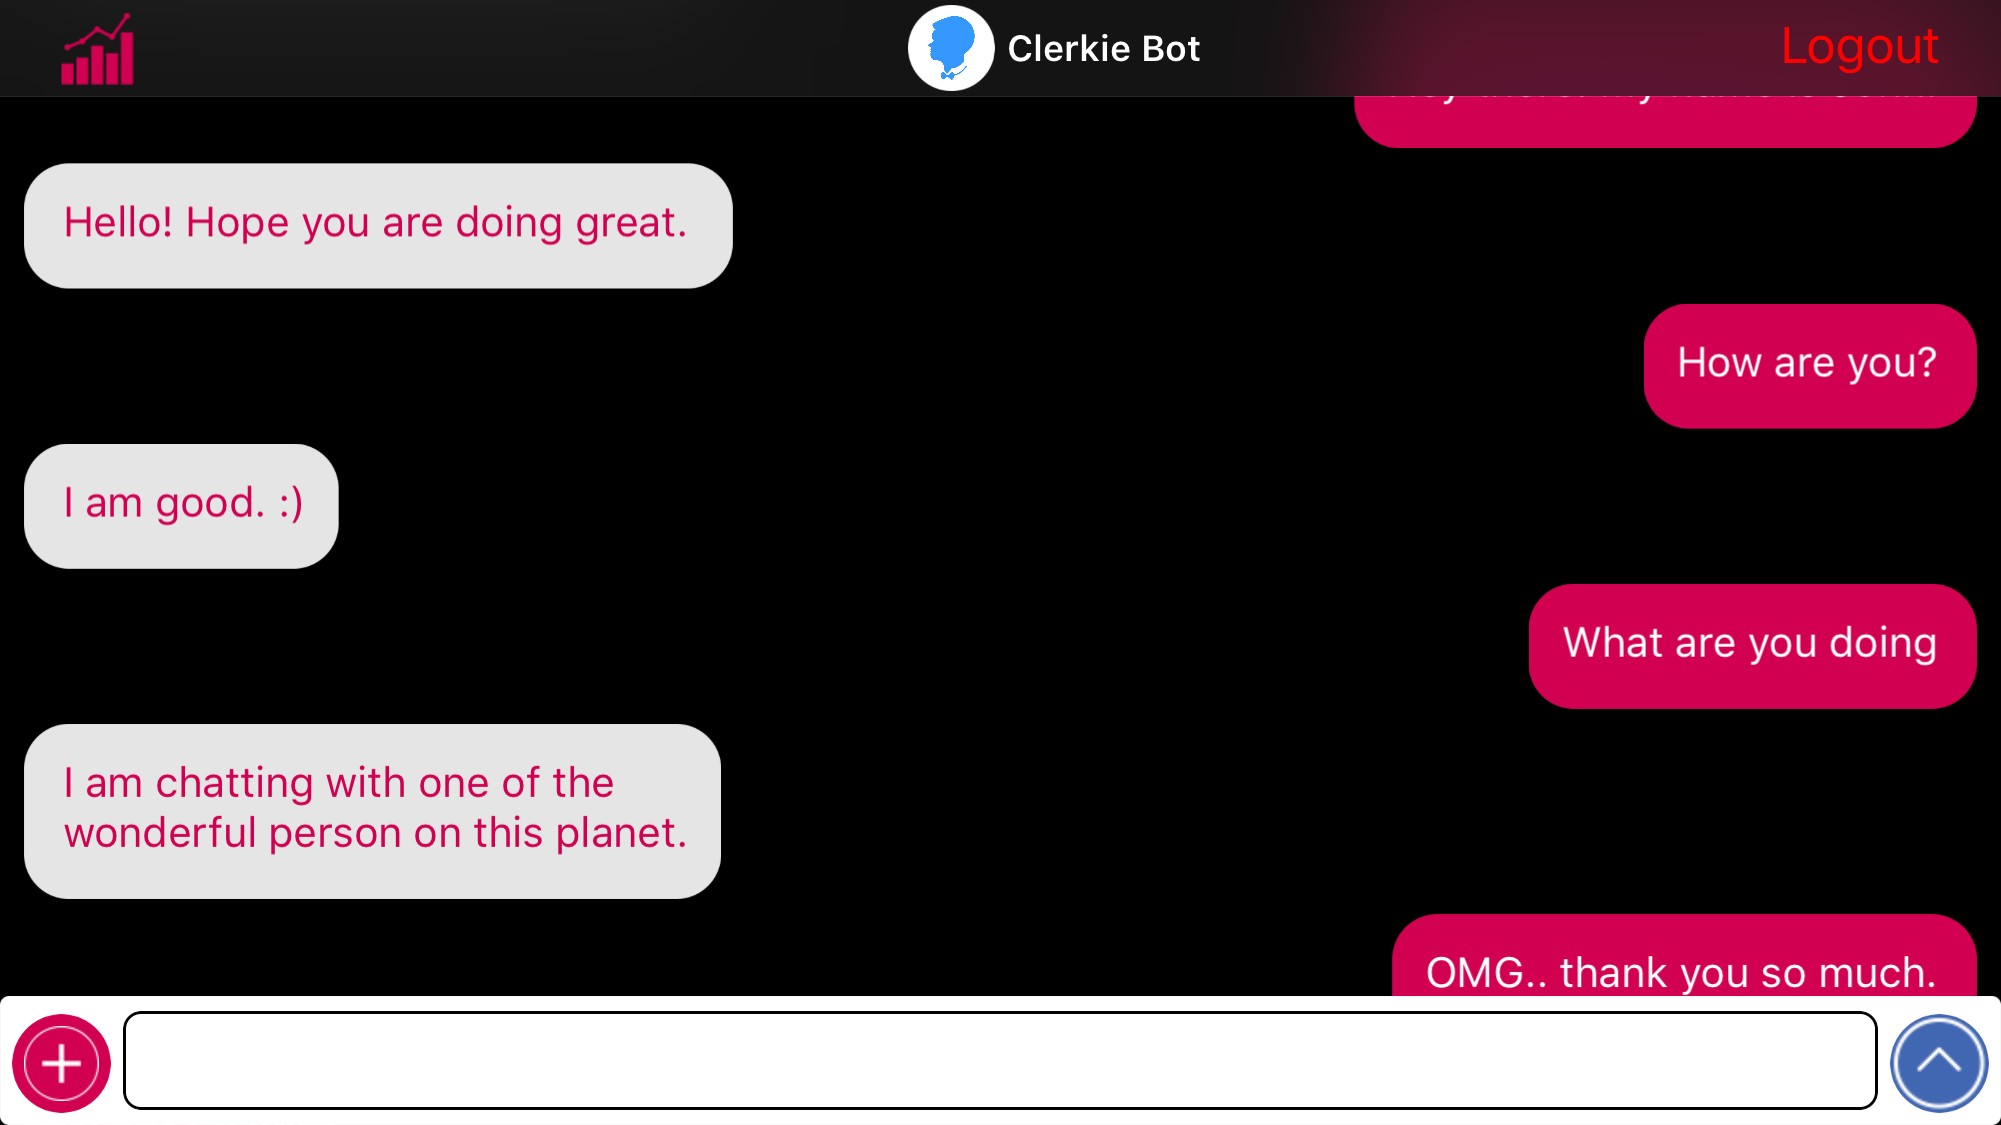 Clerkie Bot
Logout
Hello! Hope you are doing great.
How are you?
I am good. :)
What are you doing
I am chatting with one of the
wonderful person on this planet.
OMG.. thank you so much.